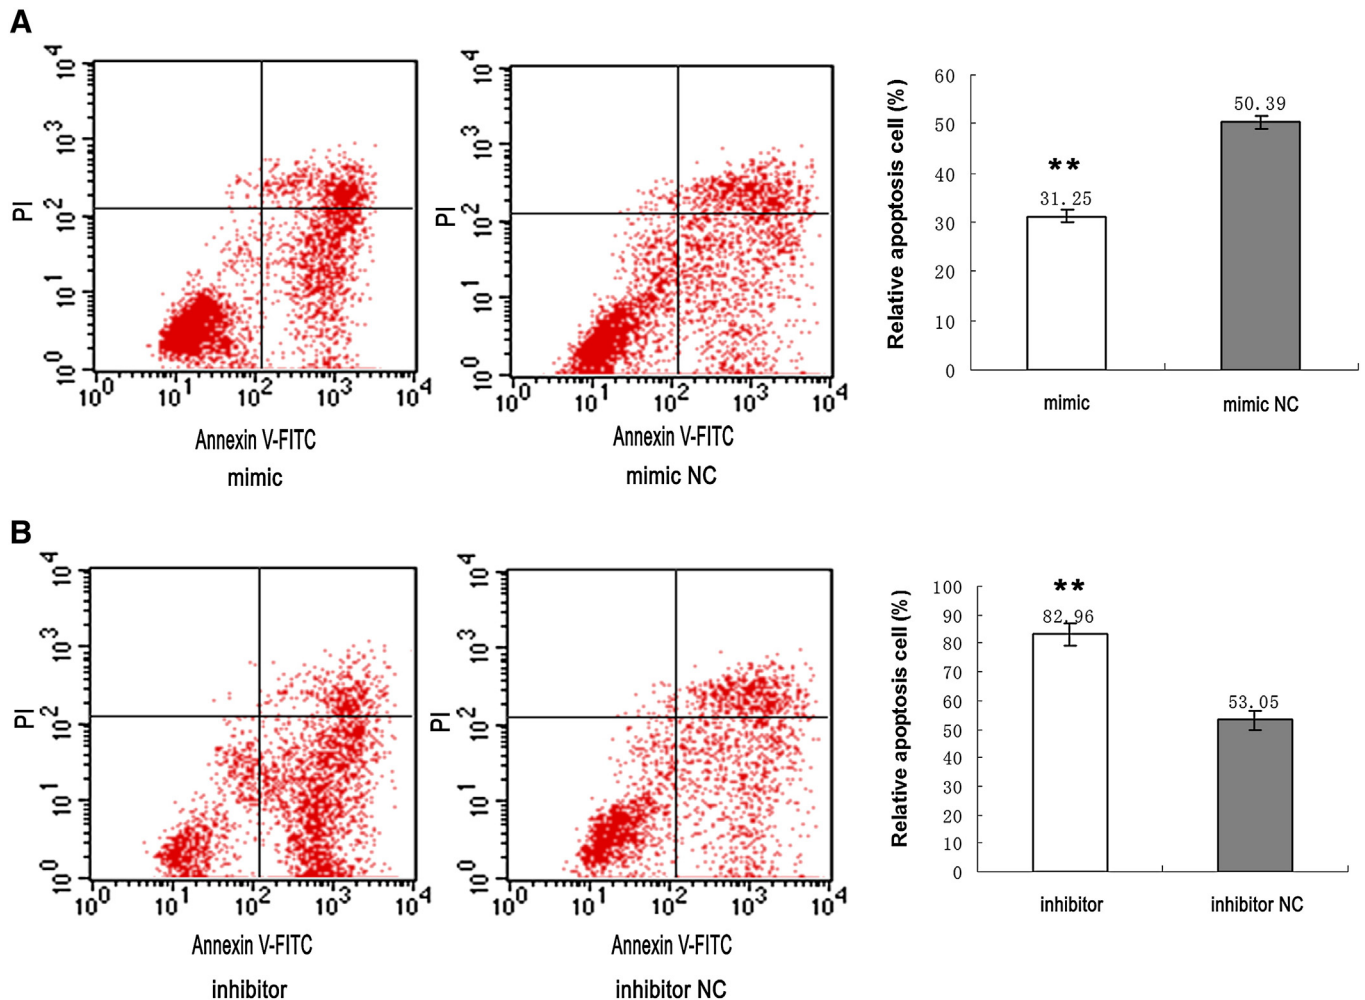 A
PI
10^4
10^3
10^2
10^1
10^0
10^0 10^1 10^2 10^3 10^4
Annexin V-FITC
mimic
PI
10^4
10^3
10^2
10^1
10^0
10^0 10^1 10^2 10^3 10^4
Annexin V-FITC
mimic NC
Relative apoptosis cell (%)
60
50
40
30
20
10
0
**
31.25
50.39
mimic mimic NC
B
PI
10^4
10^3
10^2
10^1
10^0
10^0 10^1 10^2 10^3 10^4
Annexin V-FITC
inhibitor
PI
10^4
10^3
10^2
10^1
10^0
10^0 10^1 10^2 10^3 10^4
Annexin V-FITC
inhibitor NC
Relative apoptosis cell (%)
100
90
80
70
60
50
40
30
20
10
0
**
82.96
53.05
inhibitor inhibitor NC